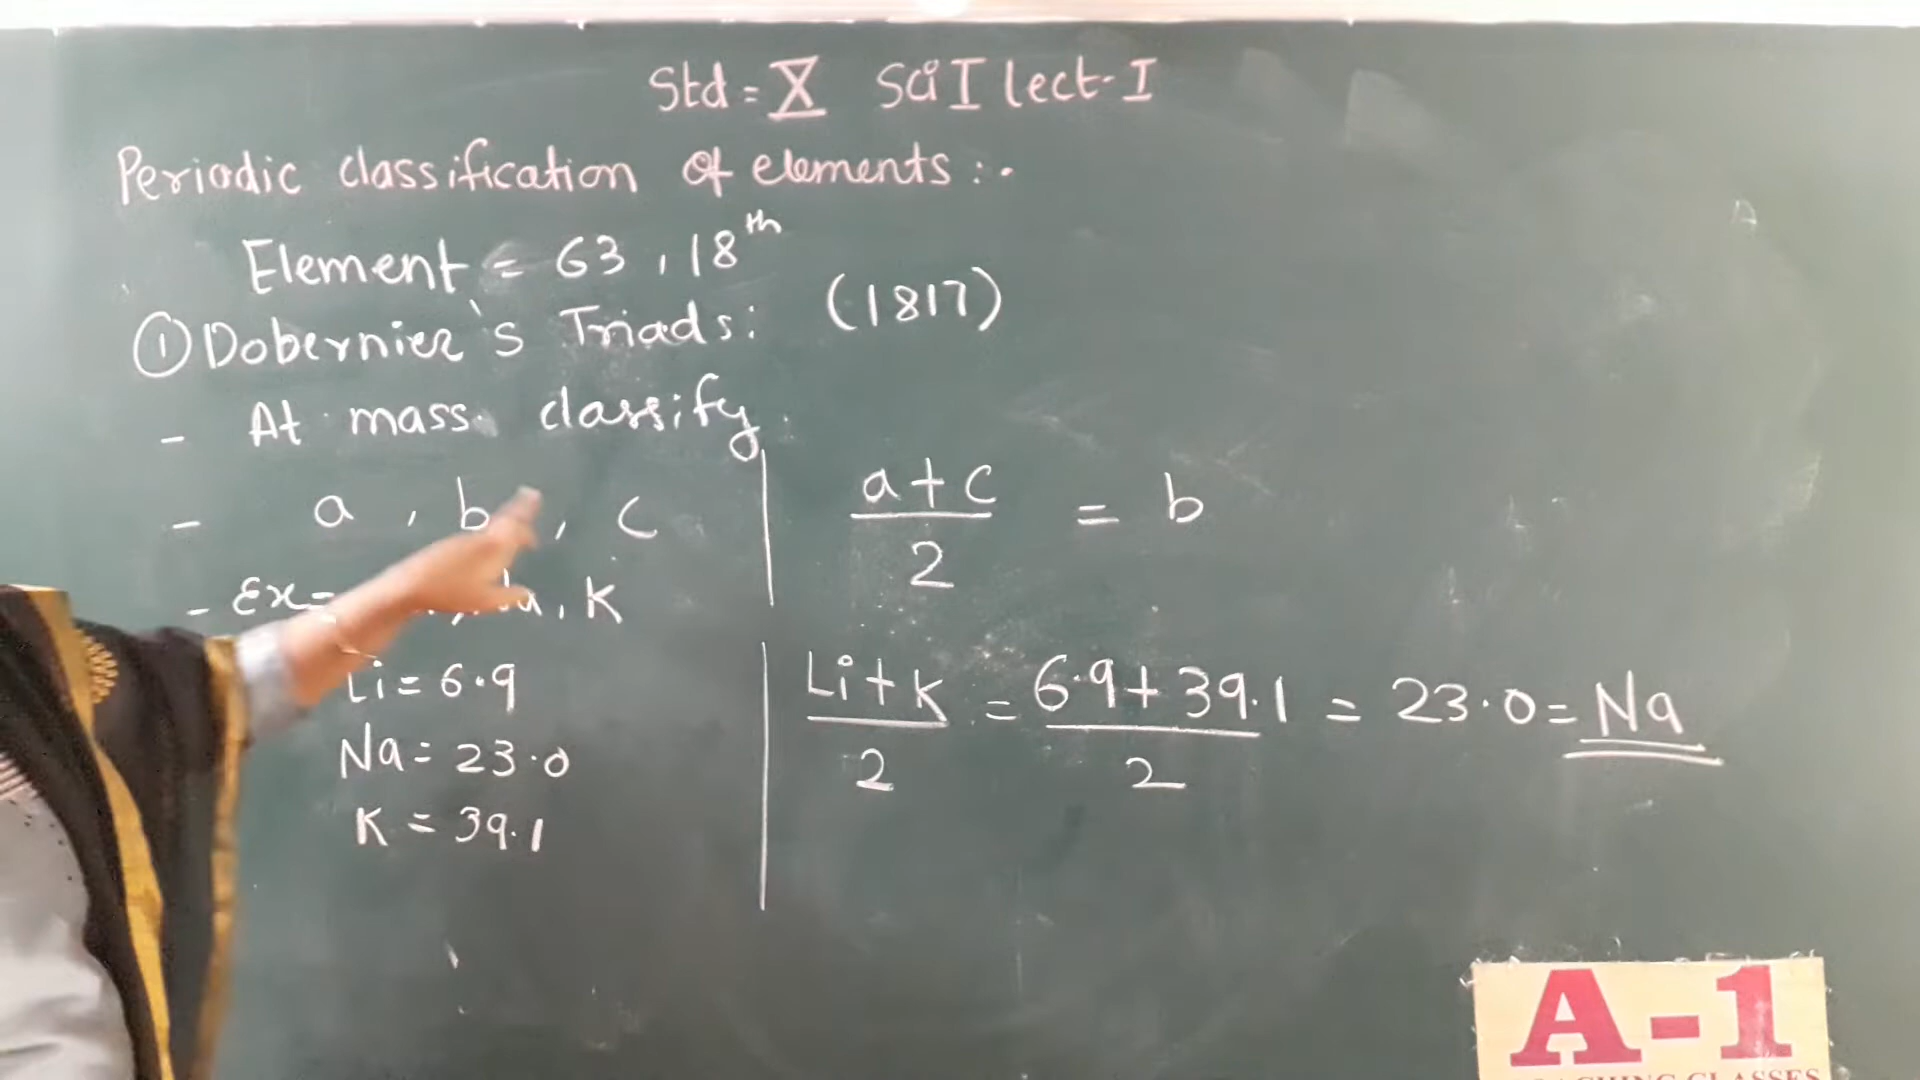 Std = X Sci I lect-I
Periodic classification of elements :-
Element = 63, 18th
① Dobernier's Triads: (1817)
- At mass classify
- a, b, c
a+c / 2 = b
- Ex= , K
Li = 6.9
Na = 23.0
K = 39.1
Li+K / 2 = 6.9+39.1 / 2 = 23.0 = Na
A-1
CLASSES